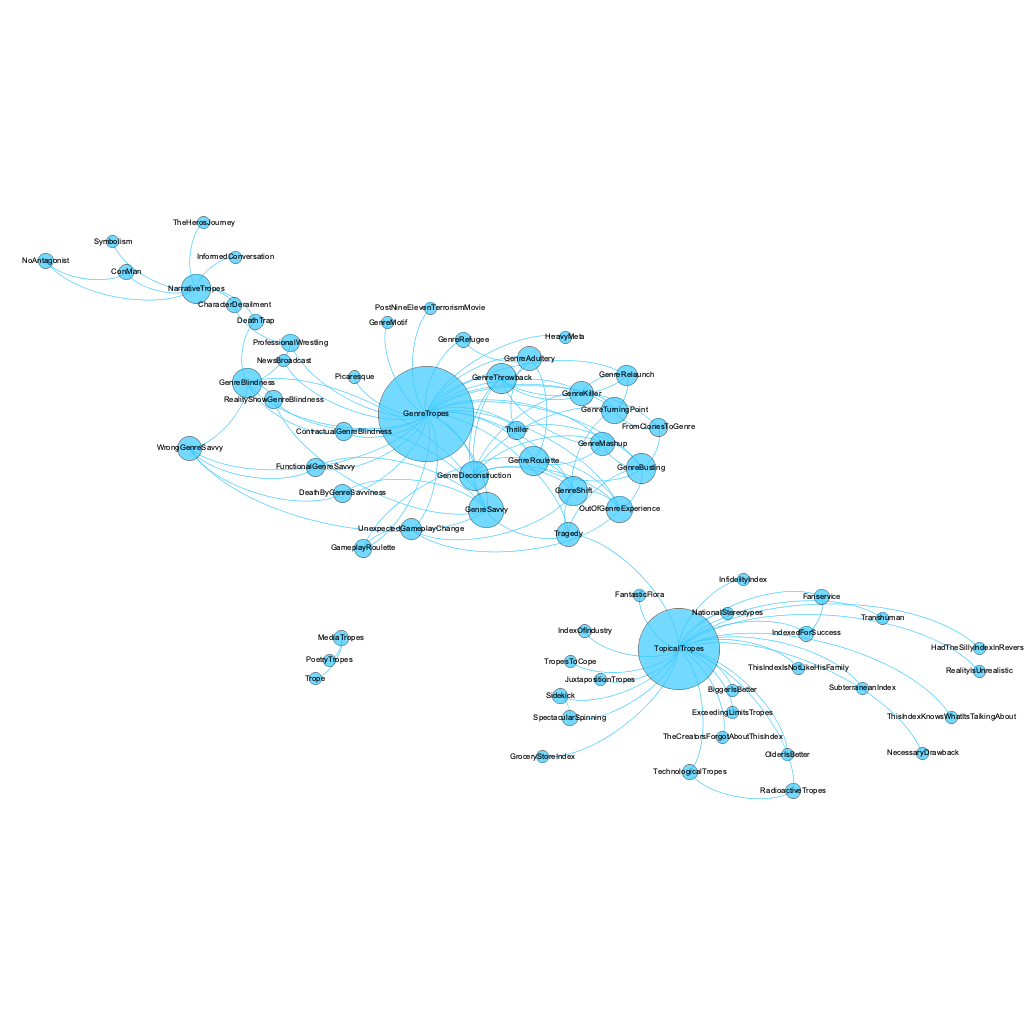 TheHerosJourney
Symbolism
InformedConversation
NoAntagonist
ConMan
NarrativeTropes
CharacterDerailment
PostNineElevenTerrorismMovie
DeathTrap
GenreMotif
HeavyMeta
GenreRefugee
ProfessionalWrestling
GenreAdultery
NewsBroadcast
GenreRelaunch
Picaresque
GenreThrowback
GenreBlindness
GenreKiller
RealityShowGenreBlindness
GenreTurningPoint
GenreTropes
FromClonesToGenre
Thriller
ContractualGenreBlindness
GenreMashup
WrongGenreSavvy
GenreRoulette
FunctionalGenreSavvy
GenreBusting
GenreDeconstruction
GenreShift
DeathByGenreSavviness
OutOfGenreExperience
GenreSavvy
UnexpectedGameplayChange
Tragedy
GameplayRoulette
InfidelityIndex
FantasticFlora
Fanservice
NationalStereotypes
Transhuman
IndexOfIndustry
IndexedForSuccess
MediaTropes
TopicalTropes
HadTheSillyIndexInRevers
PoetryTropes
TropesToCope
ThisIndexIsNotLikeHisFamily
RealityIsUnrealistic
Trope
JuxtapositionTropes
BiggerIsBetter
SubterraneanIndex
Sidekick
ExceedingLimitsTropes
SpectacularSpinning
ThisIndexKnowsWhatItsTalkingAbout
TheCreatorsForgotAboutThisIndex
GroceryStoreIndex
OlderIsBetter
NecessaryDrawback
TechnologicalTropes
RadioactiveTropes